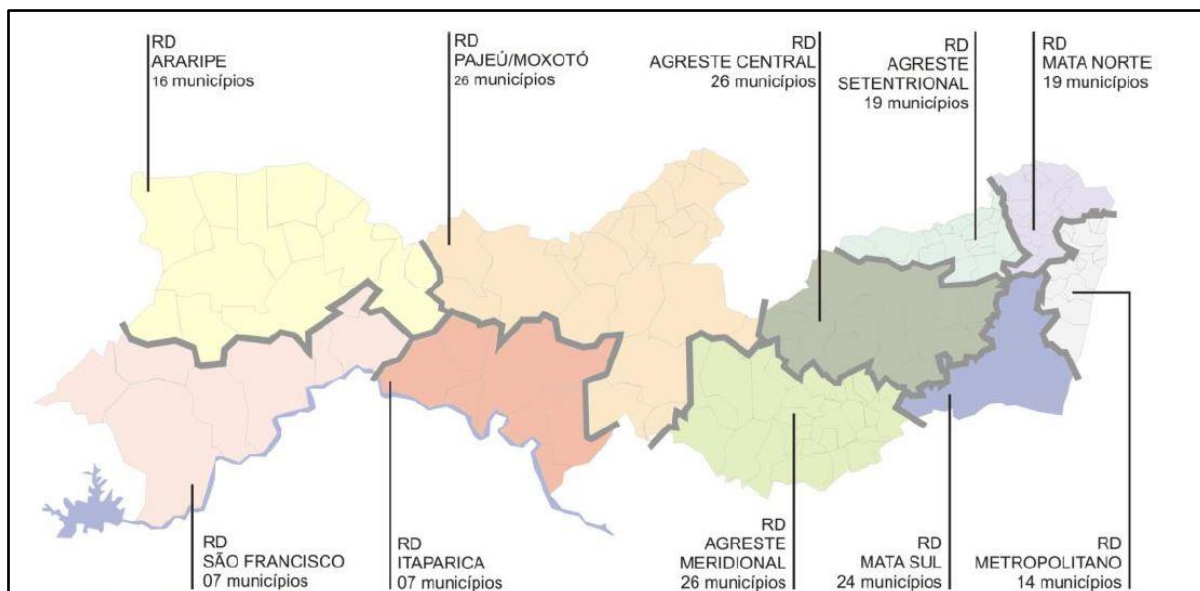 RD
ARARIPE
16 municípios
RD
PAJEÚ/MOXOTÓ
26 municípios
RD
AGRESTE CENTRAL
26 municípios
RD
AGRESTE
SETENTRIONAL
19 municípios
RD
MATA NORTE
19 municípios
RD
SÃO FRANCISCO
07 municípios
RD
ITAPARICA
07 municípios
RD
AGRESTE
MERIDIONAL
26 municípios
RD
MATA SUL
24 municípios
RD
METROPOLITANO
14 municípios